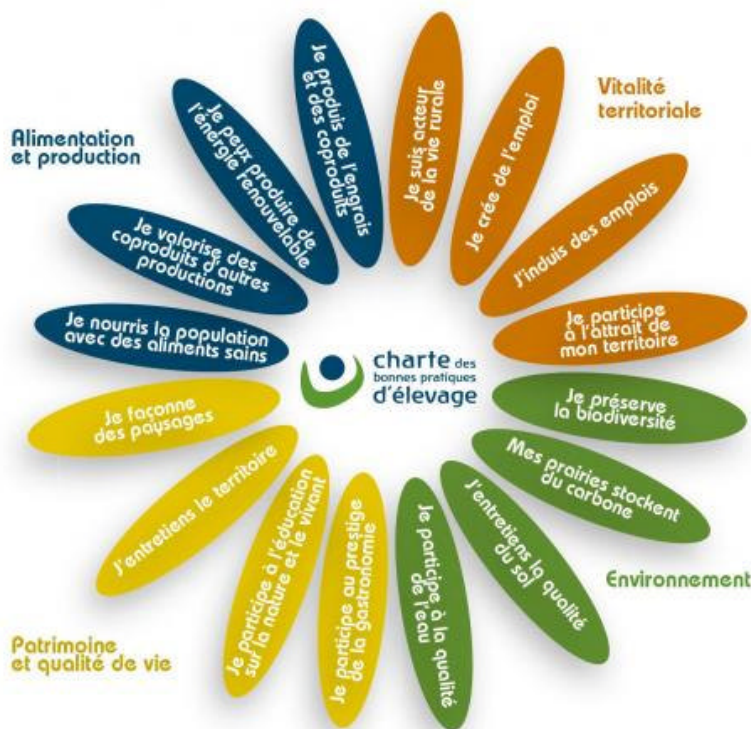 Alimentation
et production
Je nourris la population
avec des aliments sains
Je valorise des
coproduits d'autres
productions
Je peux produire de
l'énergie renouvelable
Je produis de l'engrais
et des coproduits
Vitalité
territoriale
Je suis acteur
de la vie rurale
Je crée de l'emploi
J'induis des emplois
Je participe
à l'attrait de
mon territoire
charte des
bonnes pratiques
d'élevage
Environnement
Je préserve
la biodiversité
Mes prairies stockent
du carbone
J'entretiens la qualité
du sol
Je participe à la qualité
de l'eau
Patrimoine
et qualité de vie
Je participe au prestige
de la gastronomie
Je participe à l'éducation
sur la nature et le vivant
J'entretiens le territoire
Je façonne
des paysages